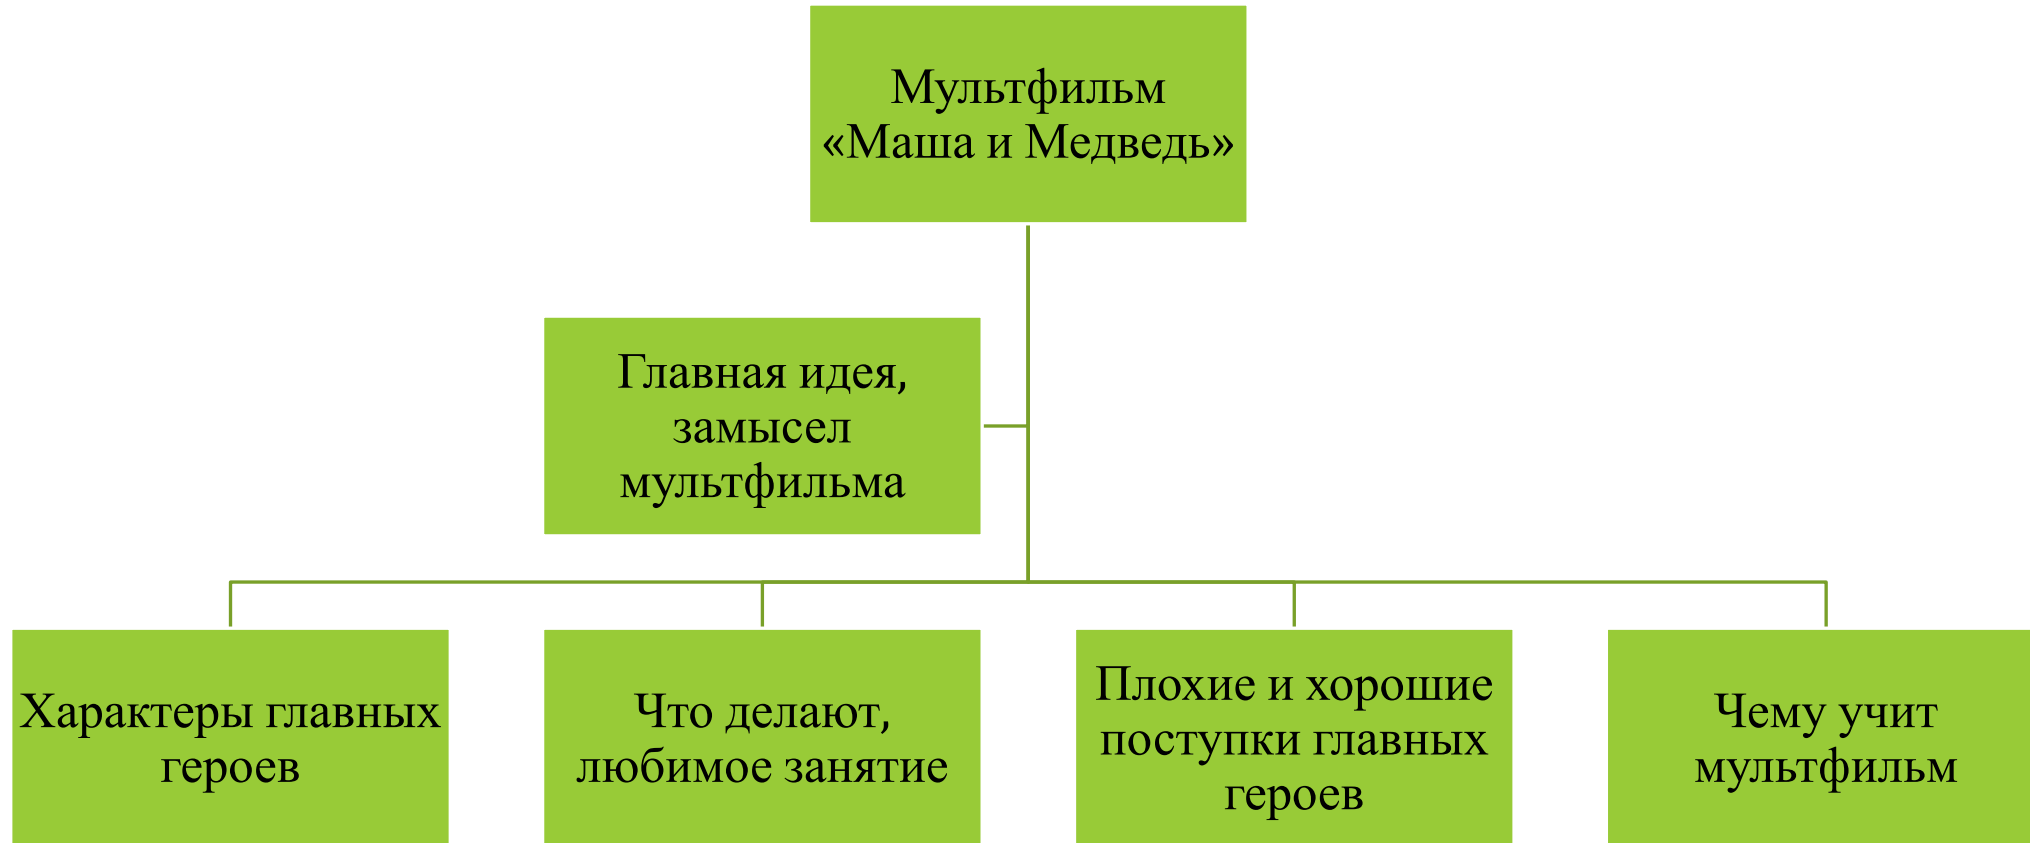 Мультфильм
«Маша и Медведь»
Главная идея,
замысел
мультфильма
Характеры главных
героев
Что делают,
любимое занятие
Плохие и хорошие
поступки главных
героев
Чему учит
мультфильм